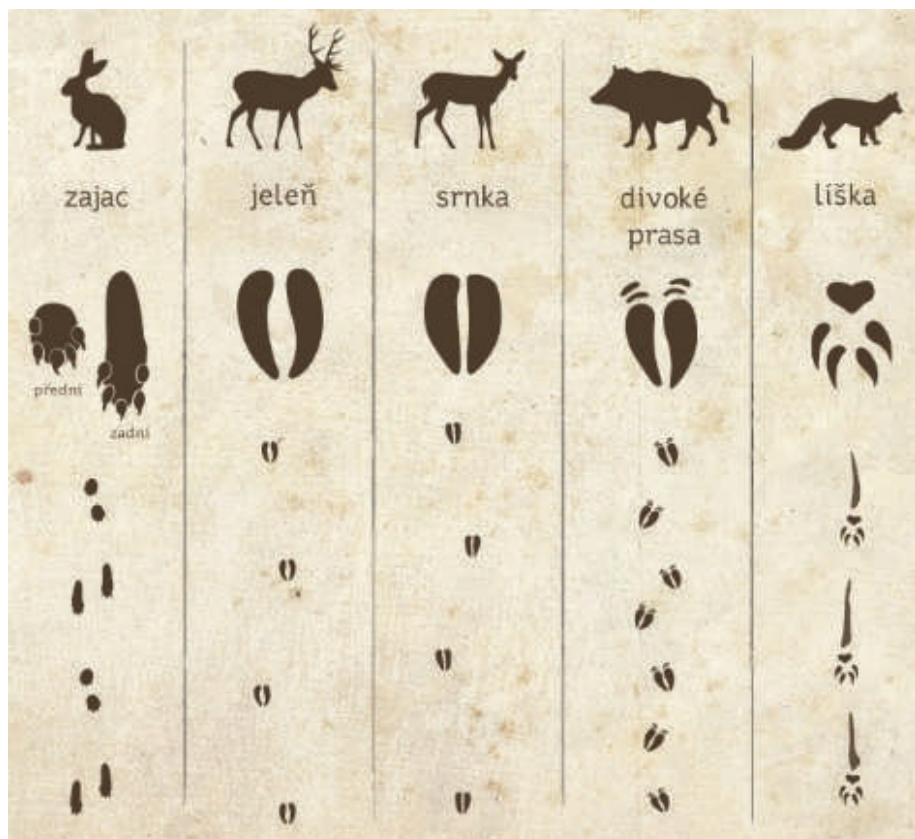 zajac
jeleň
srnka
divoké
prasa
líška
přední
zadní